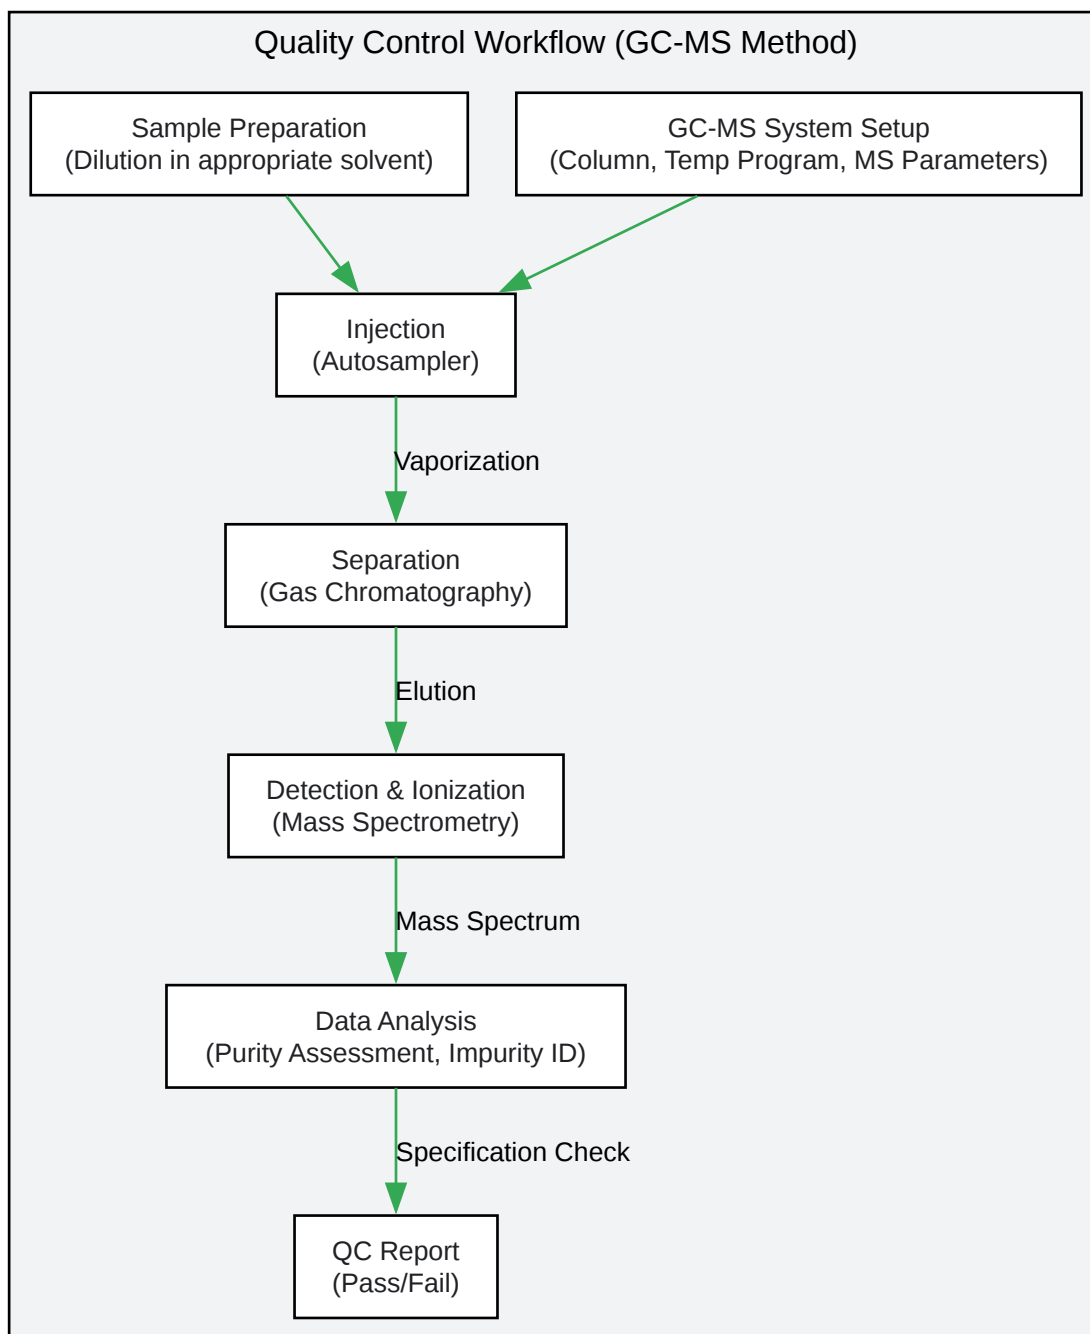 Quality Control Workflow (GC-MS Method)
Sample Preparation
(Dilution in appropriate solvent)
GC-MS System Setup
(Column, Temp Program, MS Parameters)
Injection
(Autosampler)
Vaporization
Separation
(Gas Chromatography)
Elution
Detection & Ionization
(Mass Spectrometry)
Mass Spectrum
Data Analysis
(Purity Assessment, Impurity ID)
Specification Check
QC Report
(Pass/Fail)